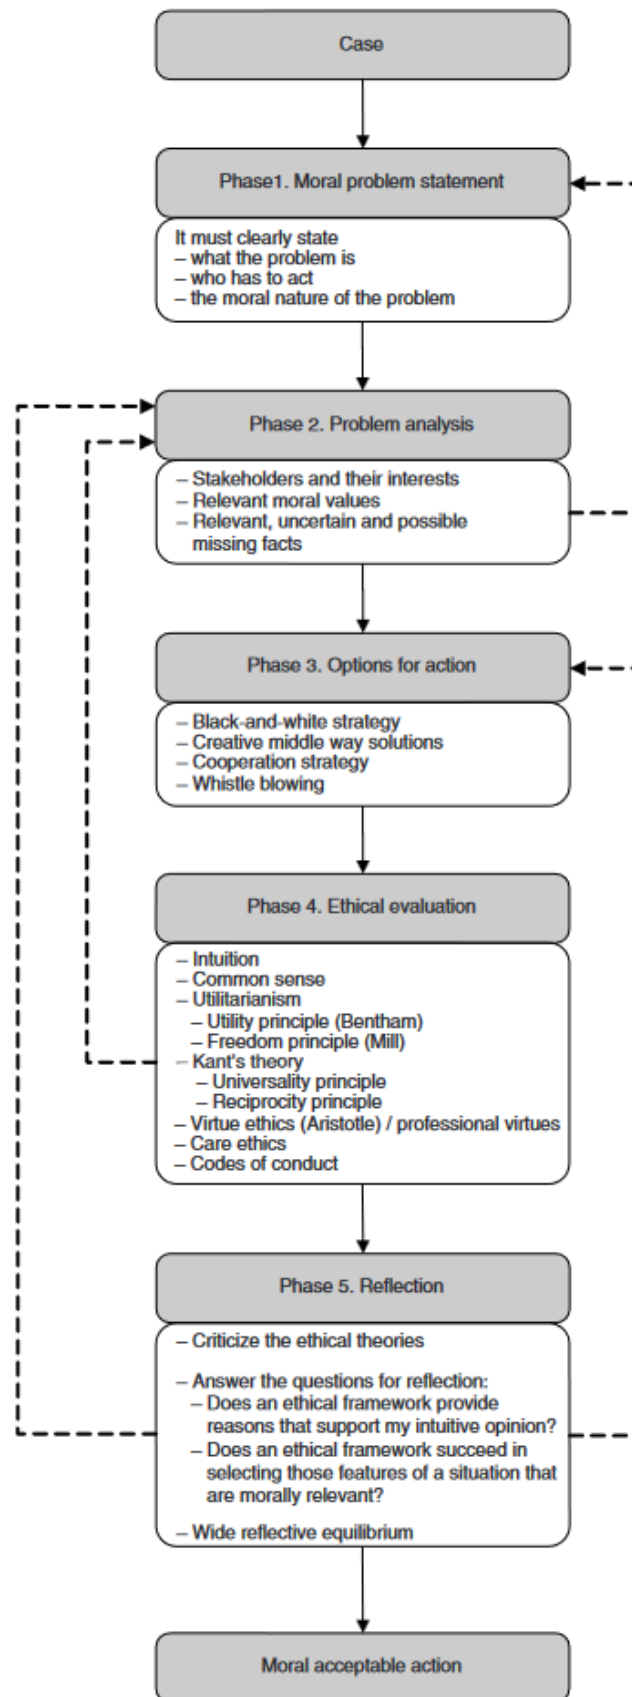 Case
Phase1. Moral problem statement
It must clearly state
– what the problem is
– who has to act
– the moral nature of the problem
Phase 2. Problem analysis
– Stakeholders and their interests
– Relevant moral values
– Relevant, uncertain and possible
missing facts
Phase 3. Options for action
– Black-and-white strategy
– Creative middle way solutions
– Cooperation strategy
– Whistle blowing
Phase 4. Ethical evaluation
– Intuition
– Common sense
– Utilitarianism
– Utility principle (Bentham)
– Freedom principle (Mill)
– Kant's theory
– Universality principle
– Reciprocity principle
– Virtue ethics (Aristotle) / professional virtues
– Care ethics
– Codes of conduct
Phase 5. Reflection
– Criticize the ethical theories
– Answer the questions for reflection:
– Does an ethical framework provide
reasons that support my intuitive opinion?
– Does an ethical framework succeed in
selecting those features of a situation that
are morally relevant?
– Wide reflective equilibrium
Moral acceptable action